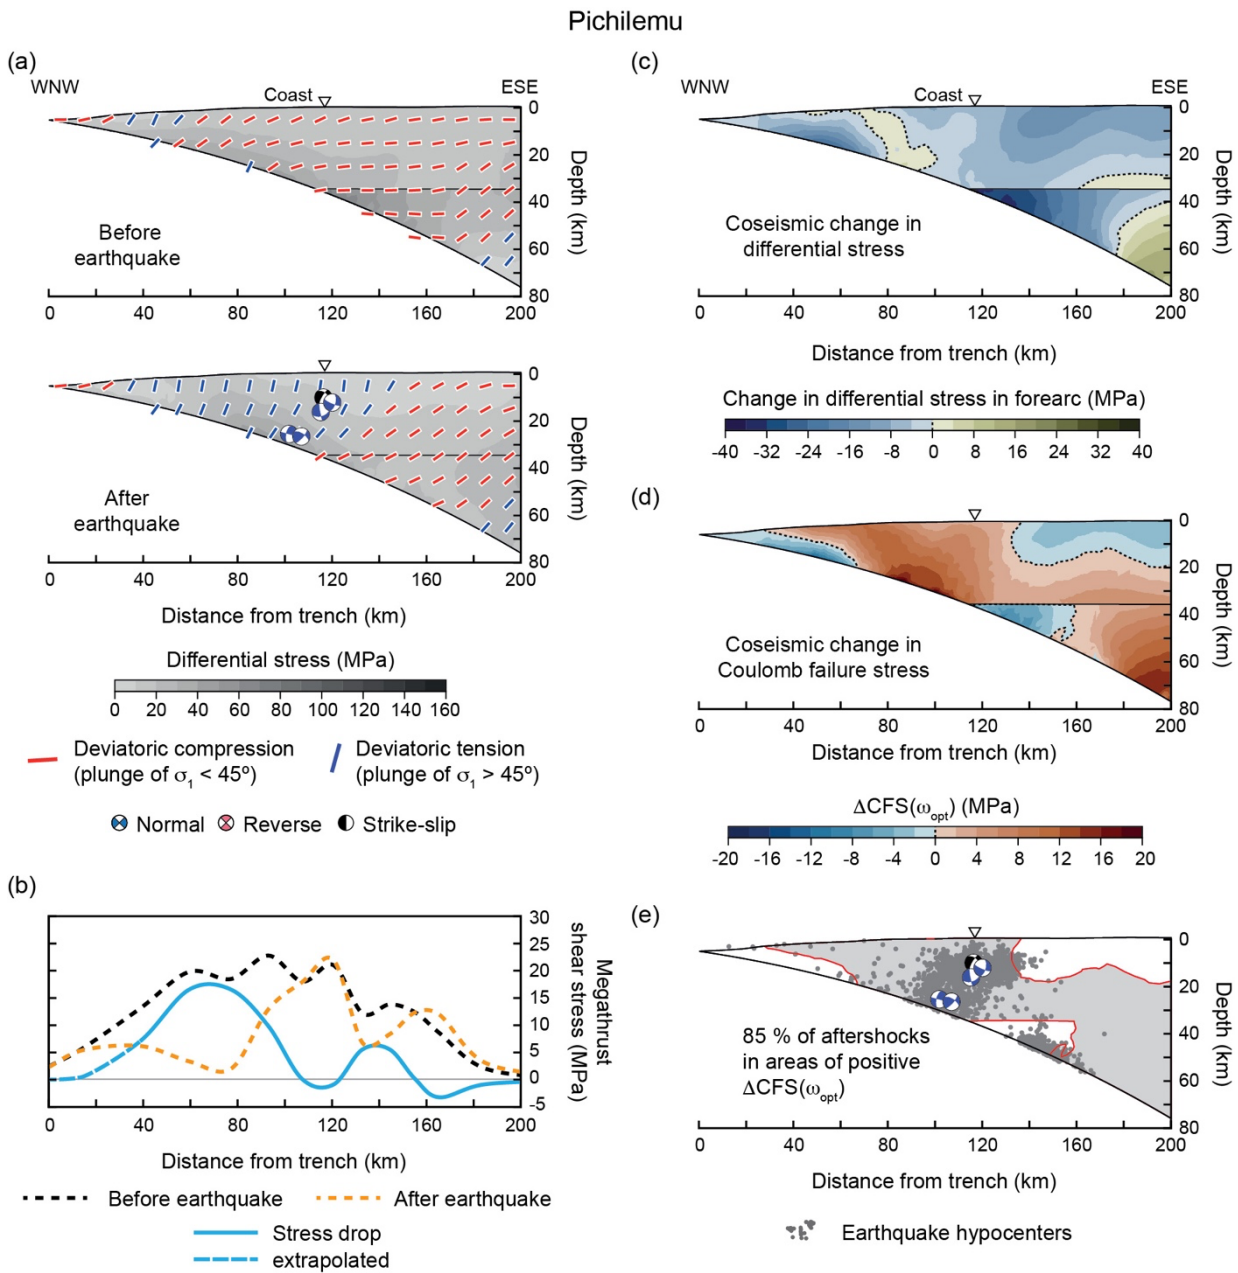 Pichilemu
(a)
WNW
Coast
ESE
0
20
40
60
80
Depth (km)
Before
earthquake
0 40 80 120 160 200
Distance from trench (km)
0
20
40
60
80
Depth (km)
After
earthquake
0 40 80 120 160 200
Distance from trench (km)
Differential stress (MPa)
0 20 40 60 80 100 120 140 160
Deviatoric compression
(plunge of σ1 < 45º)
Deviatoric tension
(plunge of σ1 > 45º)
Normal
Reverse
Strike-slip
(b)
30
25
20
15
10
5
0
-5
Megathrust
shear stress (MPa)
0 40 80 120 160 200
Distance from trench (km)
Before earthquake
After earthquake
Stress drop
extrapolated
(c)
WNW
Coast
ESE
0
20
40
60
80
Depth (km)
Coseismic change in
differential stress
0 40 80 120 160 200
Distance from trench (km)
Change in differential stress in forearc (MPa)
-40 -32 -24 -16 -8 0 8 16 24 32 40
(d)
0
20
40
60
80
Depth (km)
Coseismic change in
Coulomb failure stress
0 40 80 120 160 200
Distance from trench (km)
ΔCFS(ωopt) (MPa)
-20 -16 -12 -8 -4 0 4 8 12 16 20
(e)
0
20
40
60
80
Depth (km)
85 % of aftershocks
in areas of positive
ΔCFS(ωopt)
0 40 80 120 160 200
Distance from trench (km)
Earthquake hypocenters